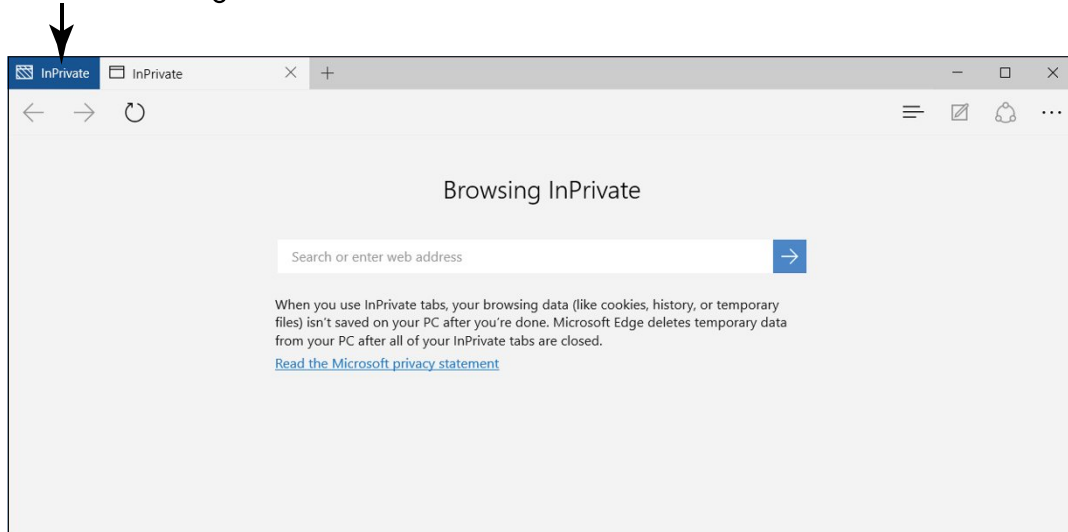 InPrivate InPrivate
Browsing InPrivate
Search or enter web address
When you use InPrivate tabs, your browsing data (like cookies, history, or temporary
files) isn't saved on your PC after you're done. Microsoft Edge deletes temporary data
from your PC after all of your InPrivate tabs are closed.
Read the Microsoft privacy statement